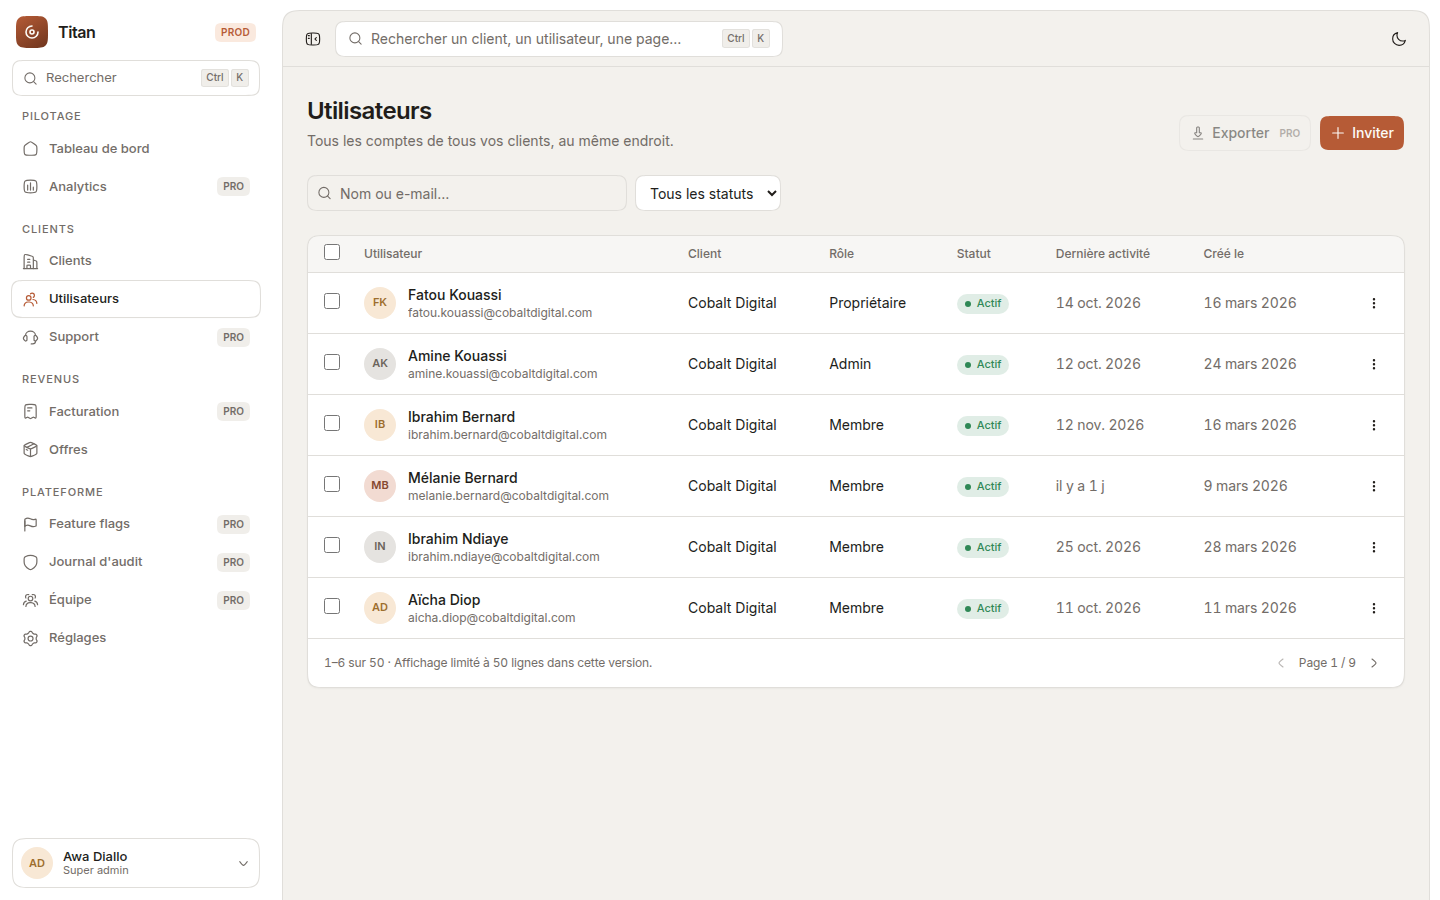 Titan
PROD
Rechercher
Ctrl K
PILOTAGE
Tableau de bord
Analytics PRO
CLIENTS
Clients
Utilisateurs
Support PRO
REVENUS
Facturation PRO
Offres
PLATEFORME
Feature flags PRO
Journal d'audit PRO
Équipe PRO
Réglages
AD
Awa Diallo
Super admin
Rechercher un client, un utilisateur, une page... Ctrl K
Utilisateurs
Tous les comptes de tous vos clients, au même endroit.
Exporter PRO
Inviter
Nom ou e-mail...
Tous les statuts
Utilisateur Client Rôle Statut Dernière activité Créé le
FK Fatou Kouassi Cobalt Digital Propriétaire Actif 14 oct. 2026 16 mars 2026
fatou.kouassi@cobaltdigital.com
AK Amine Kouassi Cobalt Digital Admin Actif 12 oct. 2026 24 mars 2026
amine.kouassi@cobaltdigital.com
IB Ibrahim Bernard Cobalt Digital Membre Actif 12 nov. 2026 16 mars 2026
ibrahim.bernard@cobaltdigital.com
MB Mélanie Bernard Cobalt Digital Membre Actif il y a 1 j 9 mars 2026
melanie.bernard@cobaltdigital.com
IN Ibrahim Ndiaye Cobalt Digital Membre Actif 25 oct. 2026 28 mars 2026
ibrahim.ndiaye@cobaltdigital.com
AD Aïcha Diop Cobalt Digital Membre Actif 11 oct. 2026 11 mars 2026
aicha.diop@cobaltdigital.com
1–6 sur 50 · Affichage limité à 50 lignes dans cette version.
Page 1 / 9